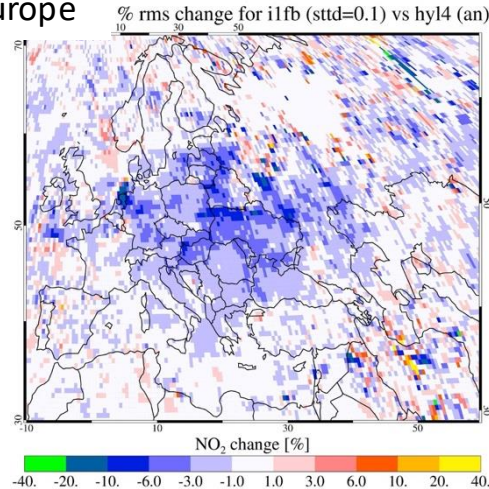 urope
% rms change for i1fb (sttd=0.1) vs hyl4 (an)
10 30 50
70
50 50
30 30
-10 10 30 50
NO₂ change [%]
-40. -20. -10. -6.0 -3.0 -1.0 1.0 3.0 6.0 10. 20. 40.